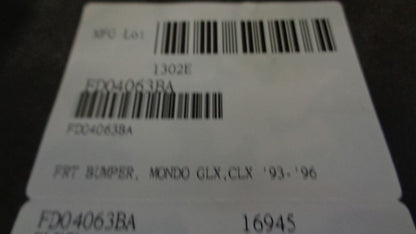 MFG Lot
1302E
FD04063BA
FD04063BA
FRT BUMPER, MONDO GLX,CLX '93-'96
FD04063BA 16945